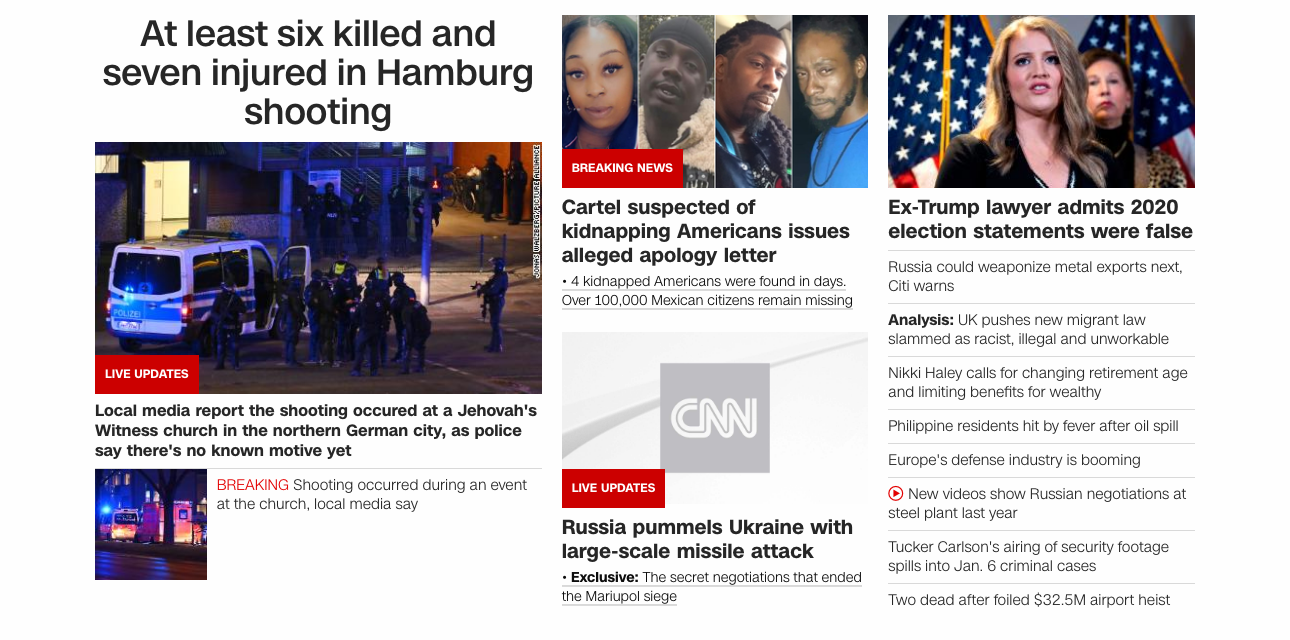 At least six killed and
seven injured in Hamburg
shooting
JONAS WALZBERG/PICTURE ALLIANCE
POLIZEI
LIVE UPDATES
Local media report the shooting occured at a Jehovah's
Witness church in the northern German city, as police
say there's no known motive yet
BREAKING Shooting occurred during an event
at the church, local media say
BREAKING NEWS
Cartel suspected of
kidnapping Americans issues
alleged apology letter
• 4 kidnapped Americans were found in days.
Over 100,000 Mexican citizens remain missing
CNN
LIVE UPDATES
Russia pummels Ukraine with
large-scale missile attack
• Exclusive: The secret negotiations that ended
the Mariupol siege
Ex-Trump lawyer admits 2020
election statements were false
Russia could weaponize metal exports next,
Citi warns
Analysis: UK pushes new migrant law
slammed as racist, illegal and unworkable
Nikki Haley calls for changing retirement age
and limiting benefits for wealthy
Philippine residents hit by fever after oil spill
Europe's defense industry is booming
New videos show Russian negotiations at
steel plant last year
Tucker Carlson's airing of security footage
spills into Jan. 6 criminal cases
Two dead after foiled $32.5M airport heist